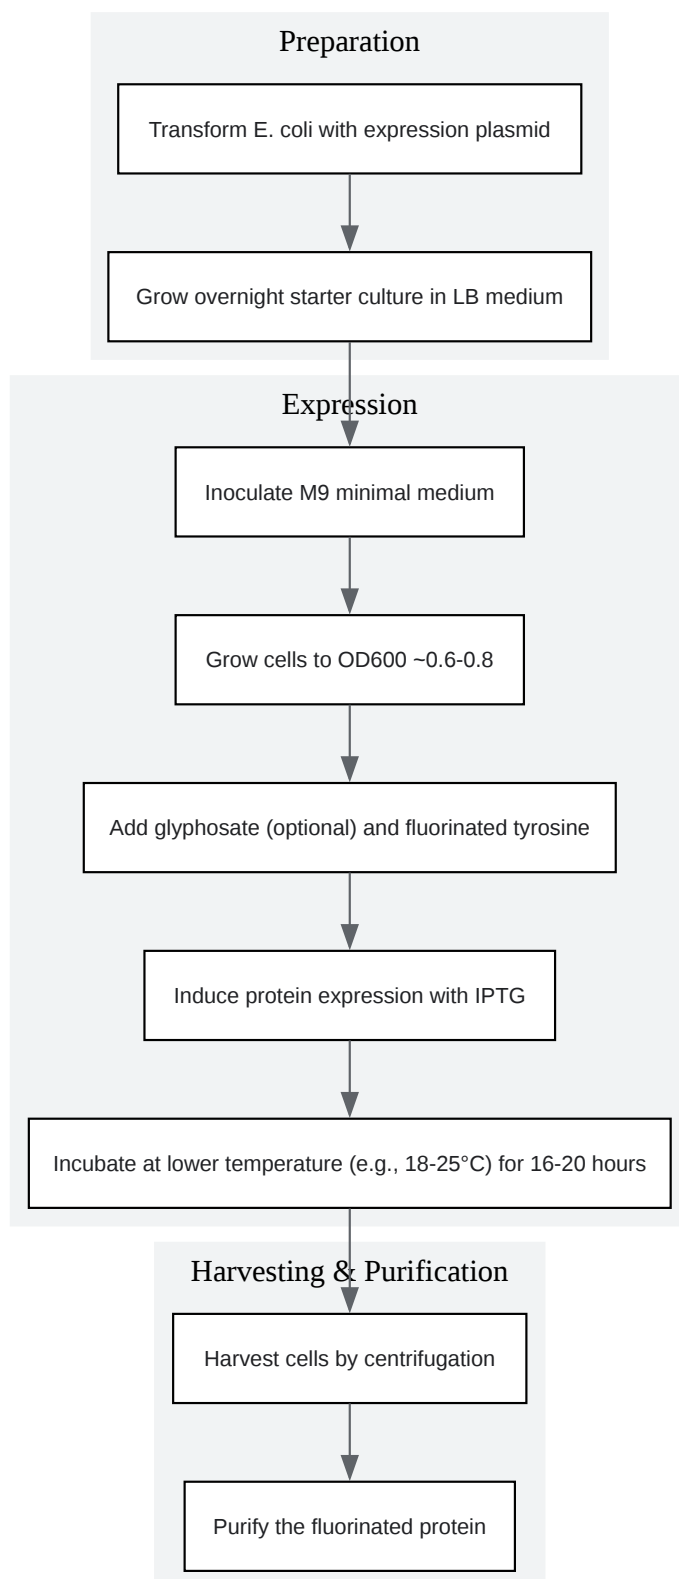 Preparation
Transform E. coli with expression plasmid
Grow overnight starter culture in LB medium
Expression
Inoculate M9 minimal medium
Grow cells to OD600 ~0.6-0.8
Add glyphosate (optional) and fluorinated tyrosine
Induce protein expression with IPTG
Incubate at lower temperature (e.g., 18-25°C) for 16-20 hours
Harvesting & Purification
Harvest cells by centrifugation
Purify the fluorinated protein